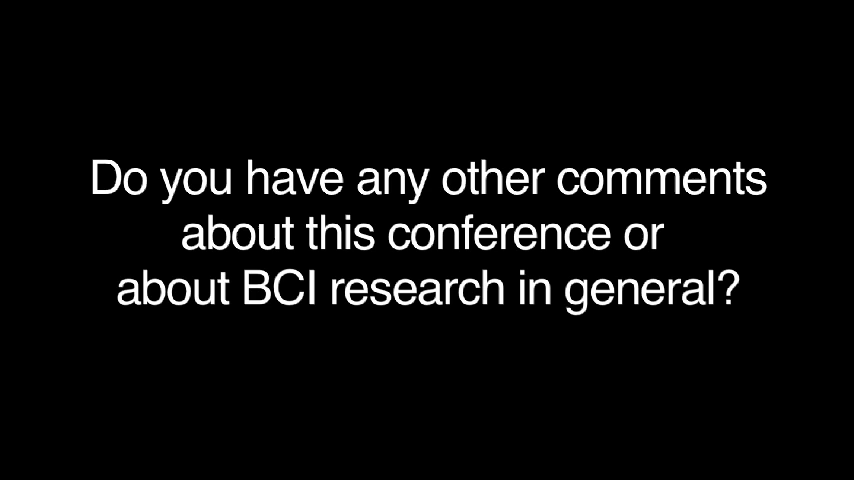 Do you have any other comments
about this conference or
about BCI research in general?